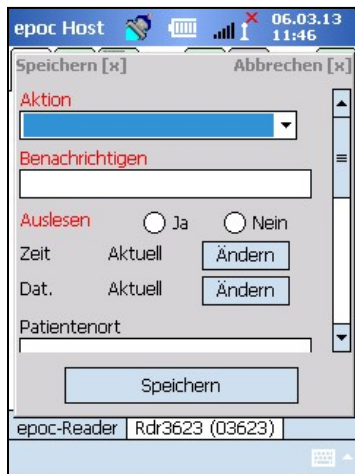 epoc Host 06.03.13
11:46
Speichern [x] Abbrechen [x]
Aktion
Benachrichtigen
Auslesen Ja Nein
Zeit Aktuell Ändern
Dat. Aktuell Ändern
Patientenort
Speichern
epoc-Reader Rdr3623 (03623)